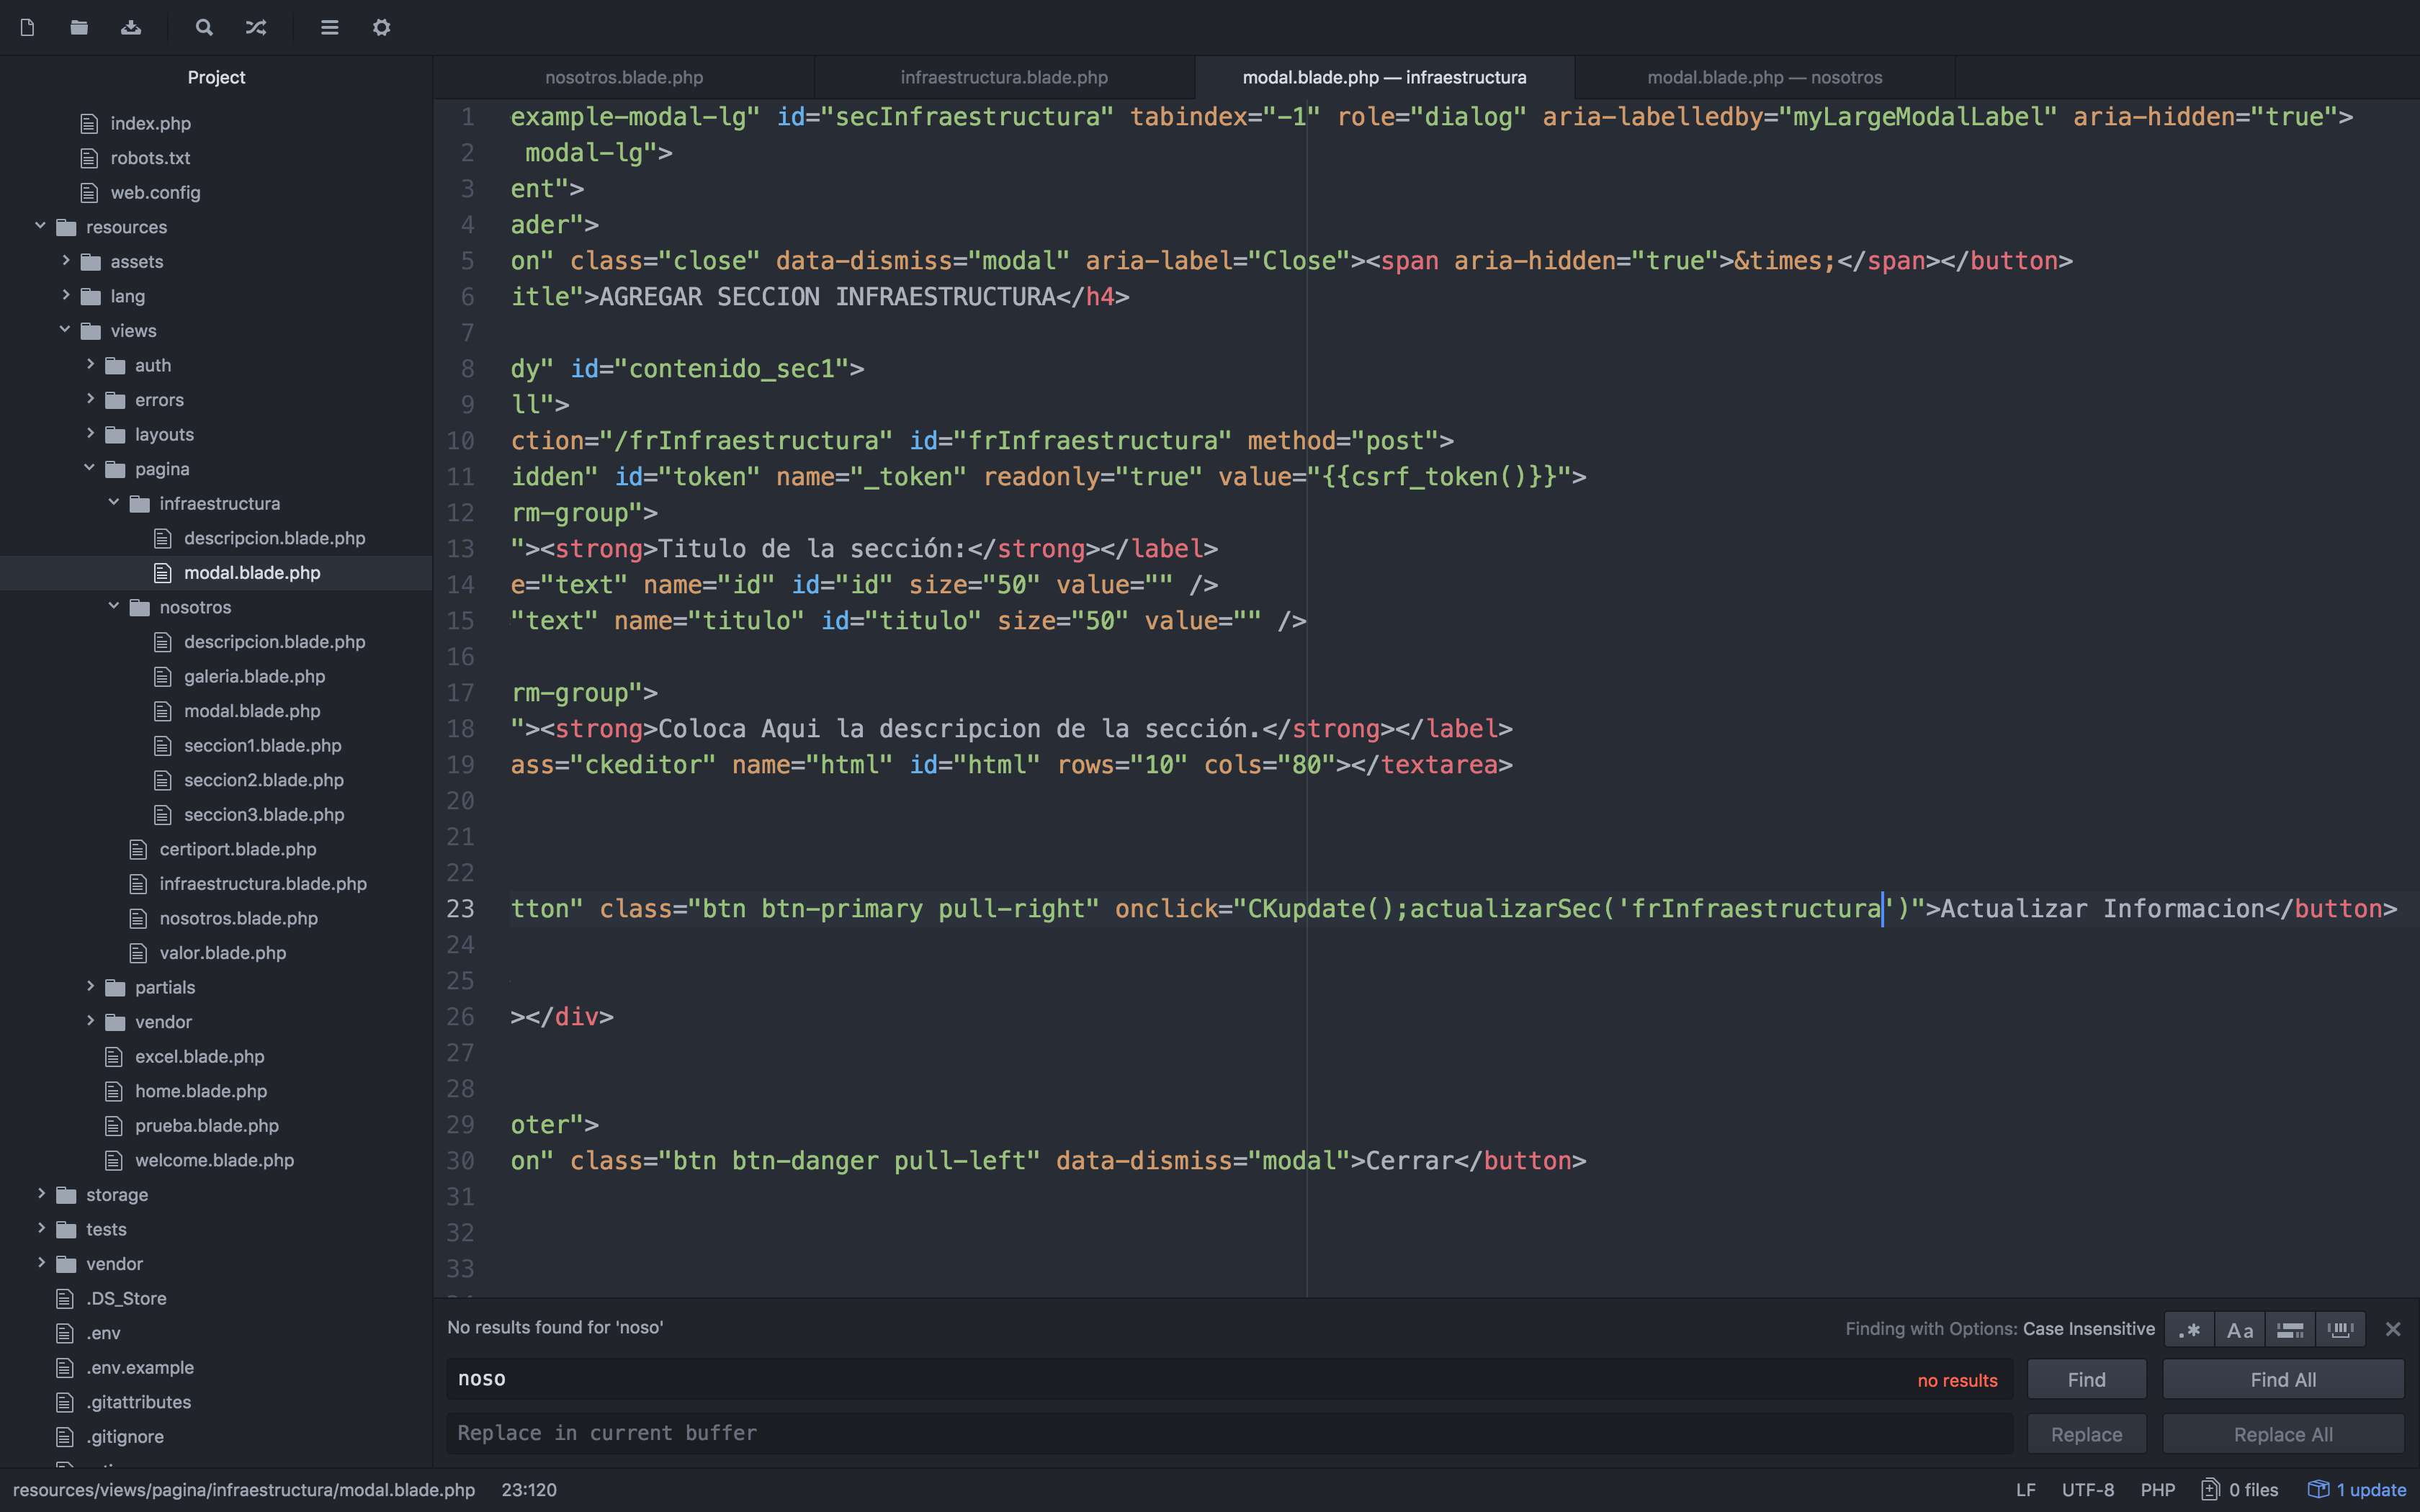 Project
index.php
robots.txt
web.config
resources
assets
lang
views
auth
errors
layouts
pagina
infraestructura
descripcion.blade.php
modal.blade.php
nosotros
descripcion.blade.php
galeria.blade.php
modal.blade.php
seccion1.blade.php
seccion2.blade.php
seccion3.blade.php
certiport.blade.php
infraestructura.blade.php
nosotros.blade.php
valor.blade.php
partials
vendor
excel.blade.php
home.blade.php
prueba.blade.php
welcome.blade.php
storage
tests
vendor
.DS_Store
.env
.env.example
.gitattributes
.gitignore
nosotros.blade.php
infraestructura.blade.php
modal.blade.php — infraestructura
modal.blade.php — nosotros
1 example-modal-lg" id="secInfraestructura" tabindex="-1" role="dialog" aria-labelledby="myLargeModalLabel" aria-hidden="true">
2 modal-lg">
3 ent">
4 ader">
5 on" class="close" data-dismiss="modal" aria-label="Close"><span aria-hidden="true">&times;</span></button>
6 itle">AGREGAR SECCION INFRAESTRUCTURA</h4>
7
8 dy" id="contenido_sec1">
9 ll">
10 ction="/frInfraestructura" id="frInfraestructura" method="post">
11 idden" id="token" name="_token" readonly="true" value="{{csrf_token()}}">
12 rm-group">
13 "><strong>Titulo de la sección:</strong></label>
14 e="text" name="id" id="id" size="50" value="" />
15 "text" name="titulo" id="titulo" size="50" value="" />
16
17 rm-group">
18 "><strong>Coloca Aqui la descripcion de la sección.</strong></label>
19 ass="ckeditor" name="html" id="html" rows="10" cols="80"></textarea>
20
21
22
23 tton" class="btn btn-primary pull-right" onclick="CKupdate();actualizarSec('frInfraestructura')">Actualizar Informacion</button>
24
25
26 ></div>
27
28
29 oter">
30 on" class="btn btn-danger pull-left" data-dismiss="modal">Cerrar</button>
31
32
33
No results found for 'noso'
Finding with Options: Case Insensitive
.* Aa
noso
no results
Find
Find All
Replace in current buffer
Replace
Replace All
resources/views/pagina/infraestructura/modal.blade.php 23:120
LF UTF-8 PHP 0 files 1 update